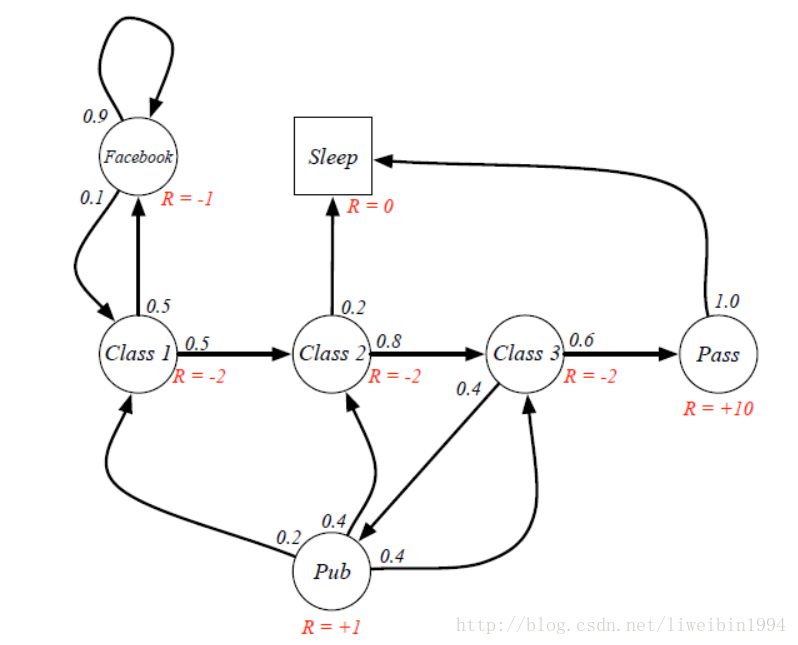 0.9
Facebook
Sleep
0.1
R = -1
R = 0
0.5
0.2
1.0
Class 1
0.5
Class 2
0.8
Class 3
0.6
Pass
R = -2
R = -2
R = -2
0.4
R = +10
0.4
0.2
0.4
Pub
R = +1
http://blog.csdn.net/liweibin1994